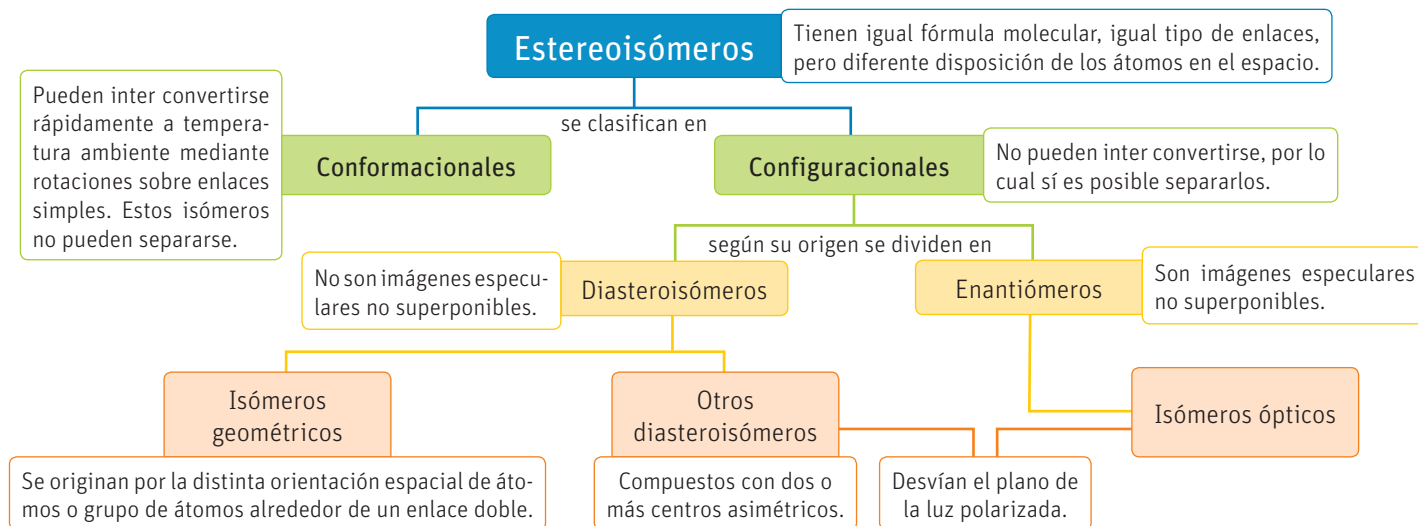 Estereoisómeros
Tienen igual fórmula molecular, igual tipo de enlaces,
pero diferente disposición de los átomos en el espacio.
se clasifican en
Pueden inter convertirse
rápidamente a tempera-
tura ambiente mediante
rotaciones sobre enlaces
simples. Estos isómeros
no pueden separarse.
Conformacionales
Configuracionales
No pueden inter convertirse, por lo
cual sí es posible separarlos.
según su origen se dividen en
No son imágenes especu-
lares no superponibles.
Diasteroisómeros
Enantiómeros
Son imágenes especulares
no superponibles.
Isómeros
geométricos
Otros
diasteroisómeros
Isómeros ópticos
Se originan por la distinta orientación espacial de áto-
mos o grupo de átomos alrededor de un enlace doble.
Compuestos con dos o
más centros asimétricos.
Desvían el plano de
la luz polarizada.